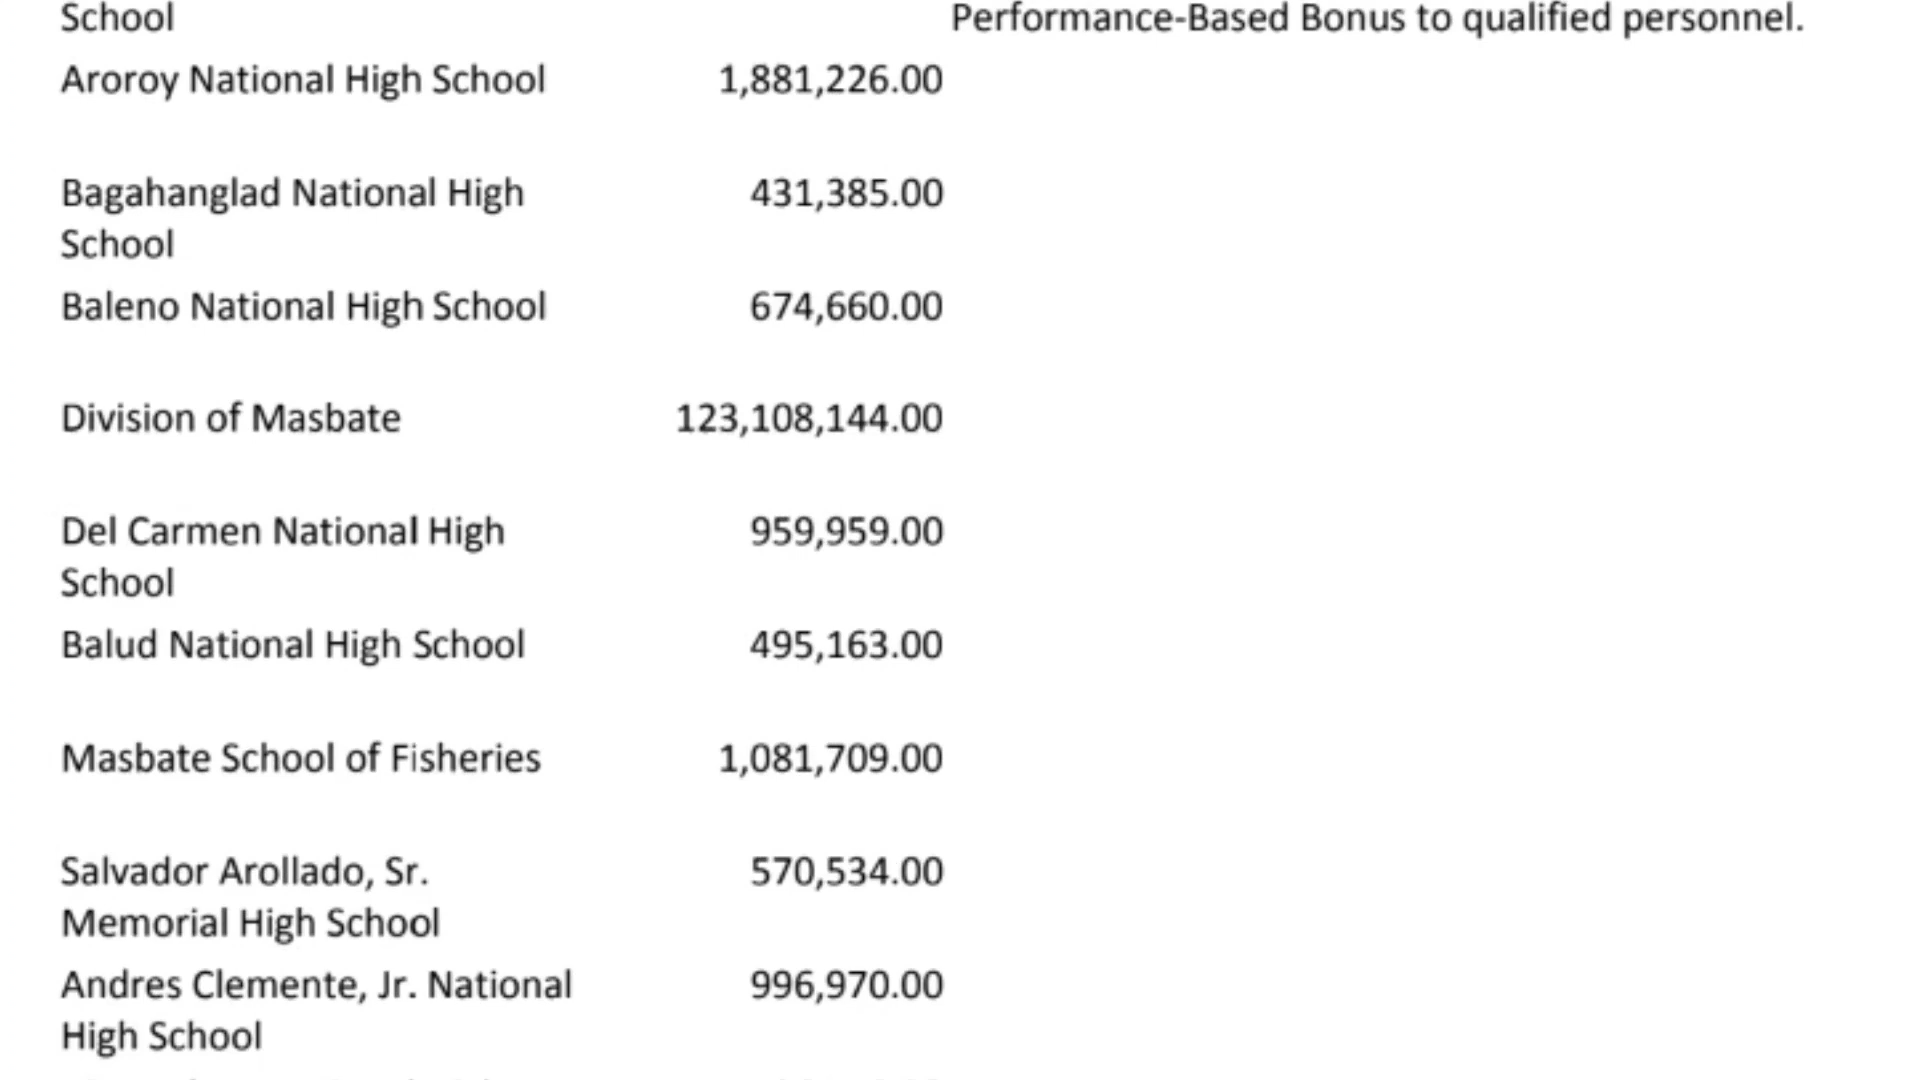 School Performance-Based Bonus to qualified personnel.
Aroroy National High School 1,881,226.00
Bagahanglad National High 431,385.00
School
Baleno National High School 674,660.00
Division of Masbate 123,108,144.00
Del Carmen National High 959,959.00
School
Balud National High School 495,163.00
Masbate School of Fisheries 1,081,709.00
Salvador Arollado, Sr. 570,534.00
Memorial High School
Andres Clemente, Jr. National 996,970.00
High School